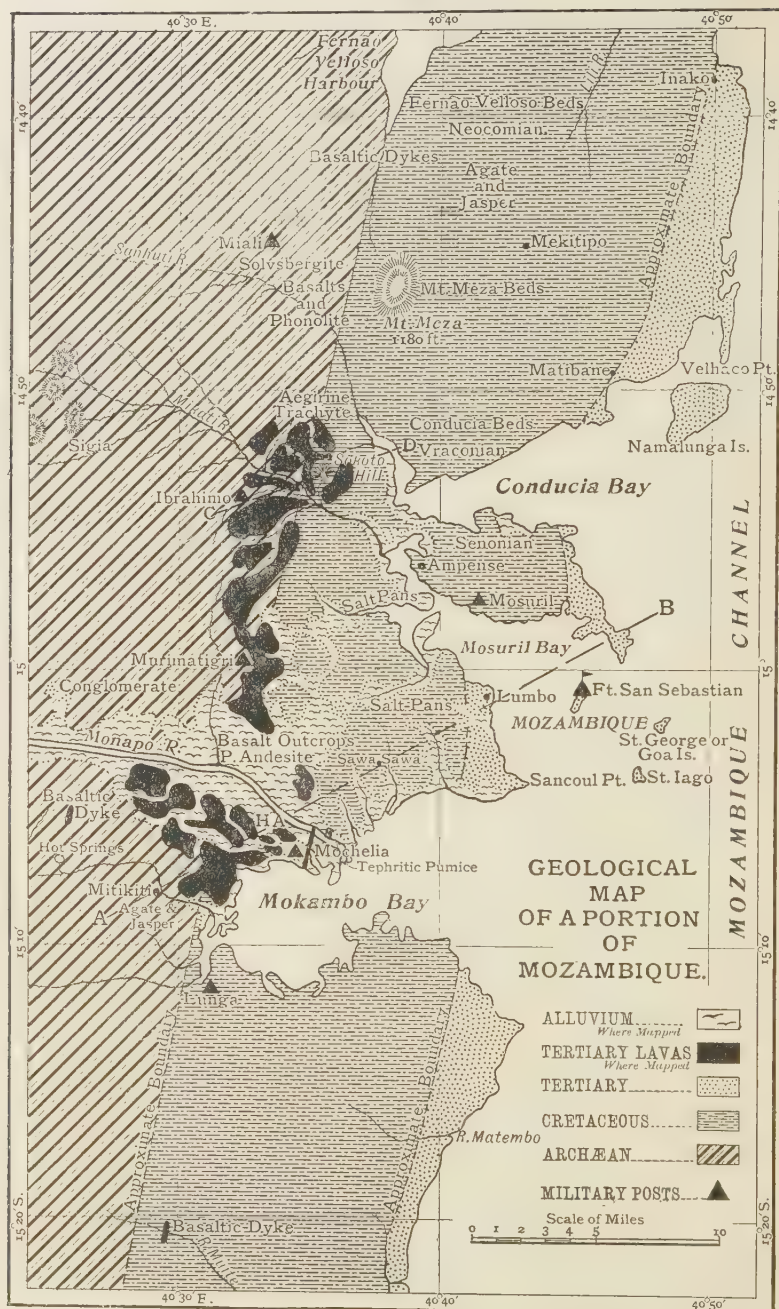 40°30 E.
40°40
40°50
Fernão
Velloso
Harbour
Lili R.
Inako
14°40
14°40
Fernão Velloso Beds
Neocomian.
Basaltic Dykes
Agate
and
Jasper
Approximate Boundary
Miali
Mekitipo
Sanhuti R.
Solvsbergite
Basalts
and
Phonolite
Mt. Meza Beds
Mt. Meza
1180 ft.
Matibane
Velhaco Pt.
14°50
14°50
Aegirine
Trachyte
Sigia
Conducia Beds
D
Vraconian
Namalunga Is.
Sokoto
Hill
Ibrahimo
C
Conducia Bay
Senonian
Ampense
Salt Pans
Mosuril
B
Mosuril Bay
Murimatigri
15°
Conglomerate
Salt-Pans
Lumbo
Ft. San Sebastian
MOZAMBIQUE
St. George or
Goa Is.
MOZAMBIQUE CHANNEL
Monapo R.
Basalt Outcrops
P. Andesite
Sawa Sawa
Sancoul Pt.
St. Iago
Basaltic
Dyke
H
A
a
Mochelia
Tephritic Pumice
Hot Springs
Mitikiti
Agate &
Jasper
A
Mokambo Bay
15°10
15°10
Lunga
GEOLOGICAL
MAP
OF A PORTION
OF
MOZAMBIQUE.
ALLUVIUM
Where Mapped
TERTIARY LAVAS
Where Mapped
TERTIARY
CRETACEOUS
ARCHÆAN
MILITARY POSTS
Scale of Miles
0 1 2 3 4 5 10
Approximate Boundary
Approximate Boundary
R. Matembo
15°20 S.
15°20 S.
Basaltic-Dyke
40°30 E.
40°40
40°50